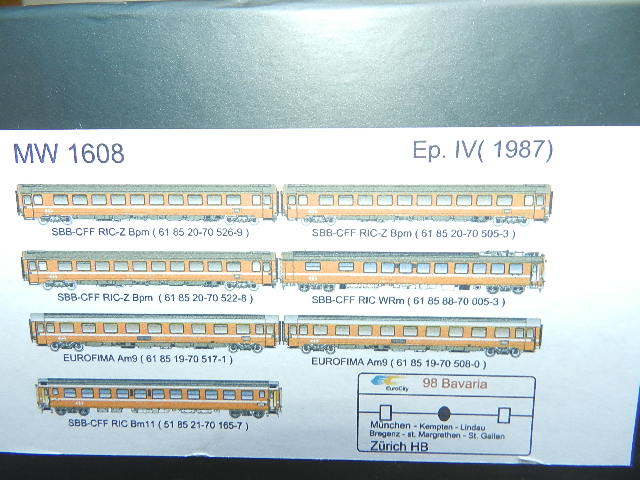 MW 1608
Ep. IV( 1987)
SBB-CFF RIC-Z Bpm ( 61 85 20-70 526-9 )
SBB-CFF RIC-Z Bpm ( 61 85 20-70 505-3 )
SBB-CFF RIC-Z Bpm ( 61 85 20-70 522-8 )
SBB-CFF RIC WRm ( 61 85 88-70 005-3 )
EUROFIMA Am9 ( 61 85 19-70 517-1 )
EUROFIMA Am9 ( 61 85 19-70 508-0 )
SBB-CFF RIC Bm11 ( 51 85 21-70 165-7 )
EC
EuroCity
98 Bavaria
München - Kempten - Lindau
Bregenz - st. Margrethen - St. Gallen
Zürich HB